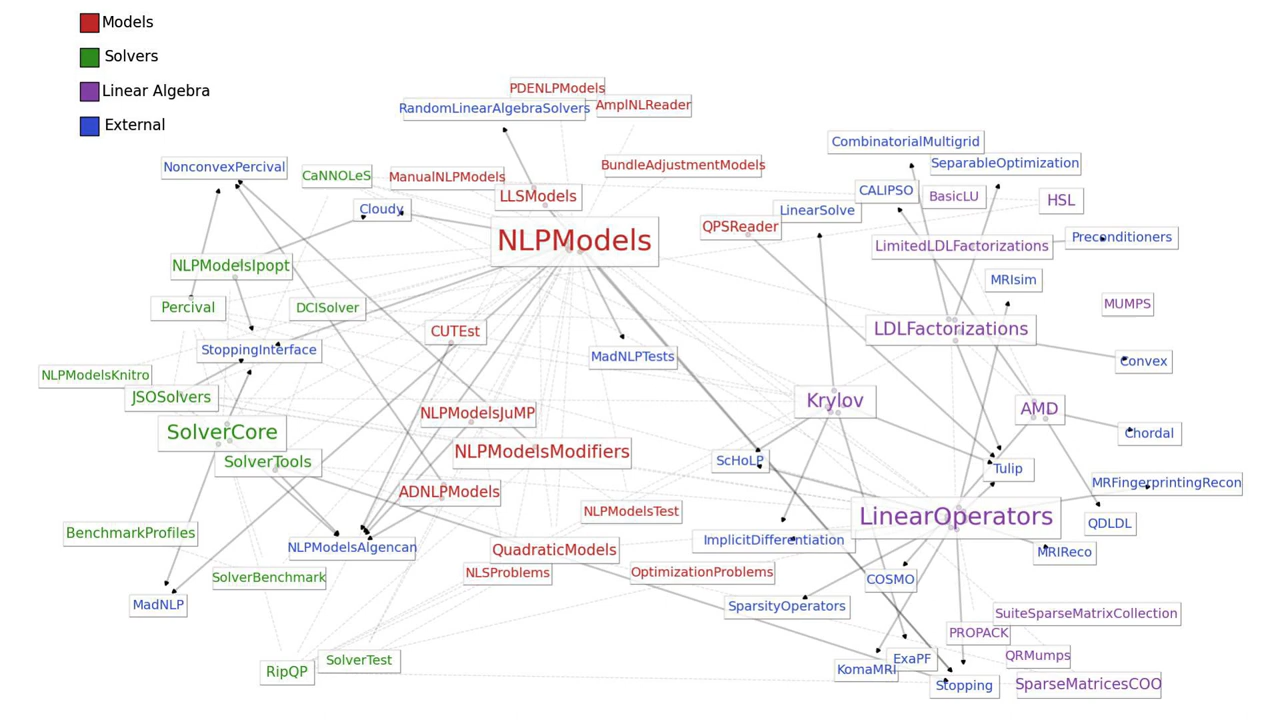 Models
Solvers
Linear Algebra
External
PDENLPModels
RandomLinearAlgebraSolvers
AmplNLReader
CombinatorialMultigrid
NonconvexPercival
CaNNOLeS
ManualNLPModels
BundleAdjustmentModels
SeparableOptimization
LLSModels
CALIPSO
BasicLU
HSL
Cloudy
LinearSolve
QPSReader
NLPModels
LimitedLDLFactorizations
Preconditioners
NLPModelsIpopt
MRIsim
Percival
DCISolver
MUMPS
CUTEst
LDLFactorizations
StoppingInterface
MadNLPTests
Convex
NLPModelsKnitro
JSOSolvers
Krylov
AMD
NLPModelsJuMP
SolverCore
Chordal
NLPModelsModifiers
SolverTools
ScHoLP
Tulip
MRFingerprintingRecon
ADNLPModels
NLPModelsTest
LinearOperators
QDLDL
BenchmarkProfiles
NLPModelsAlgencan
QuadraticModels
ImplicitDifferentiation
MRIReco
SolverBenchmark
NLSProblems
OptimizationProblems
COSMO
MadNLP
SparsityOperators
SuiteSparseMatrixCollection
PROPACK
RipQP
SolverTest
KomaMRI
ExaPF
QRMumps
Stopping
SparseMatricesCOO